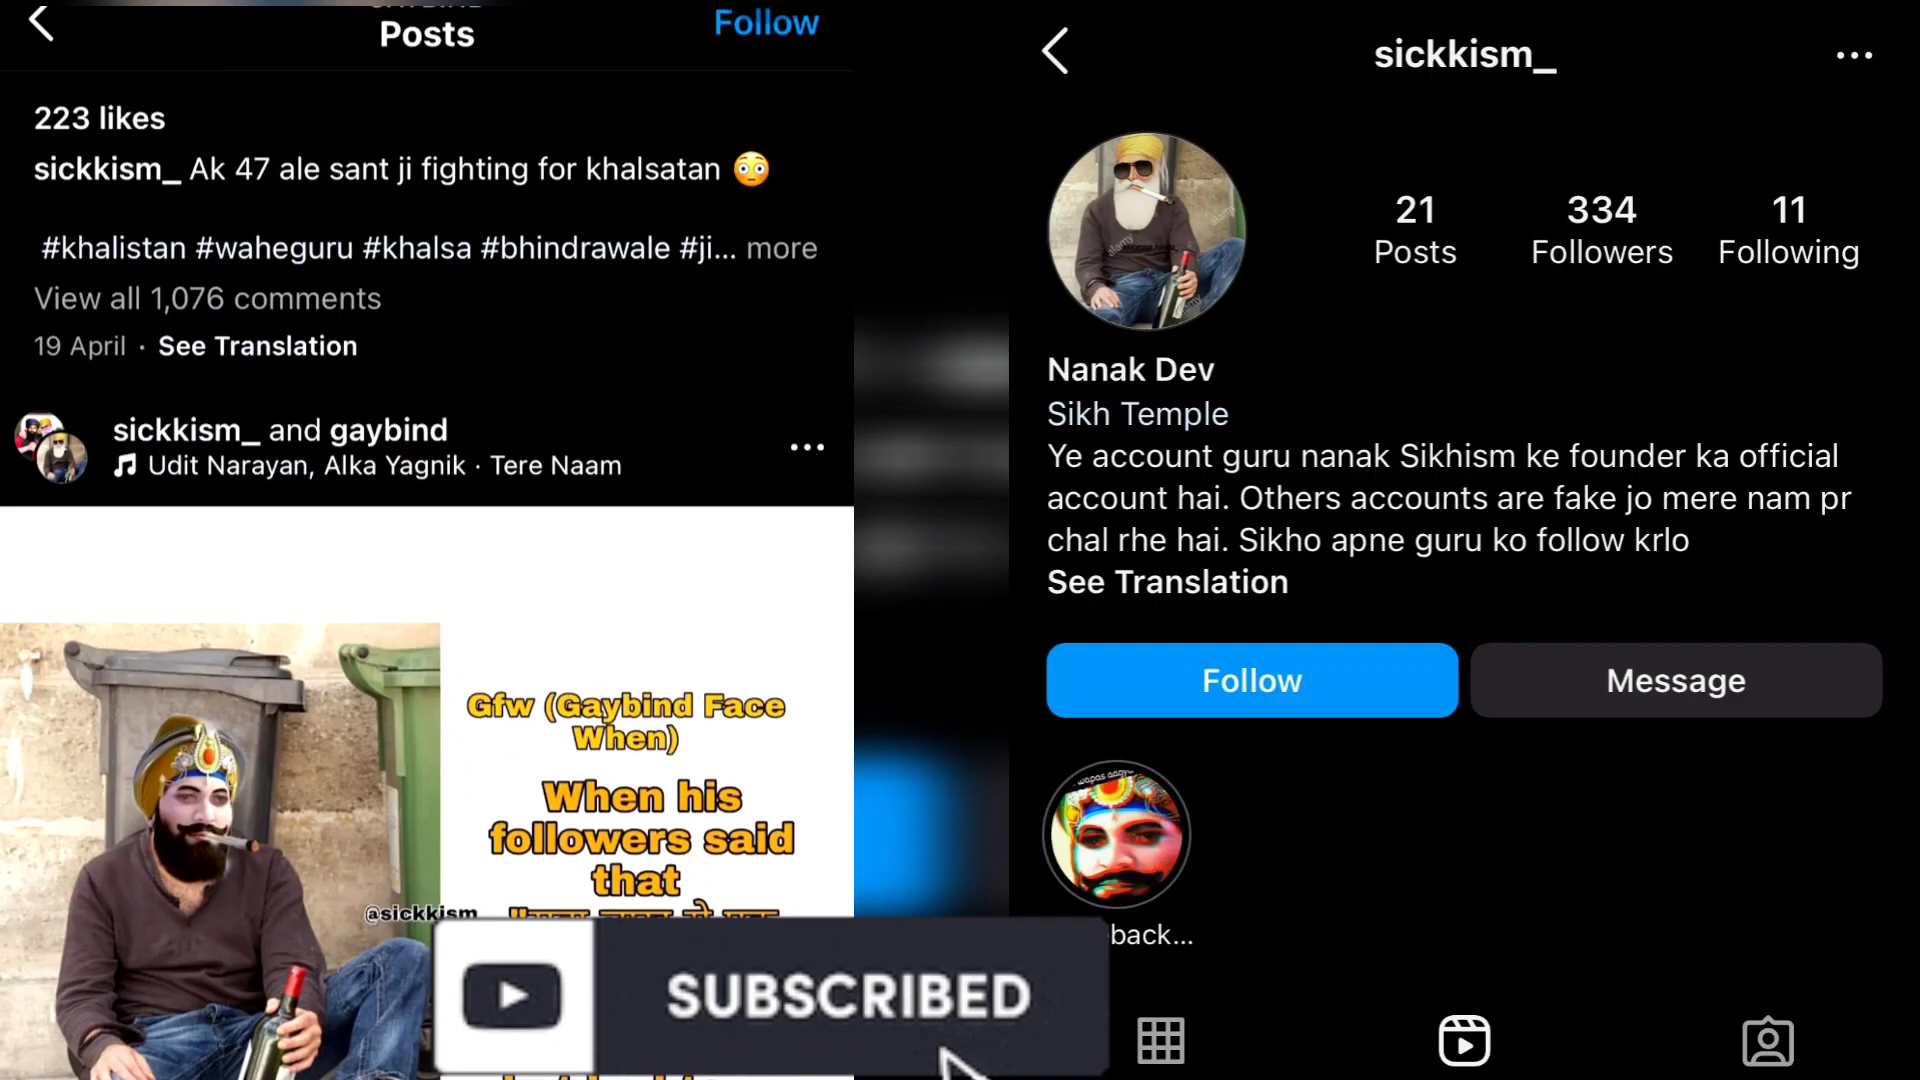 Posts
Follow
223 likes
sickkism_ Ak 47 ale sant ji fighting for khalsatan 😳
#khalistan #waheguru #khalsa #bhindrawale #ji... more
View all 1,076 comments
19 April · See Translation
sickkism_ and gaybind
Udit Narayan, Alka Yagnik · Tere Naam
Gfw (Gaybind Face
When)
When his
followers said
that
@sickkism
SUBSCRIBED
sickkism_
21
Posts
334
Followers
11
Following
Nanak Dev
Sikh Temple
Ye account guru nanak Sikhism ke founder ka official
account hai. Others accounts are fake jo mere nam pr
chal rhe hai. Sikho apne guru ko follow krlo
See Translation
Follow
Message
back...